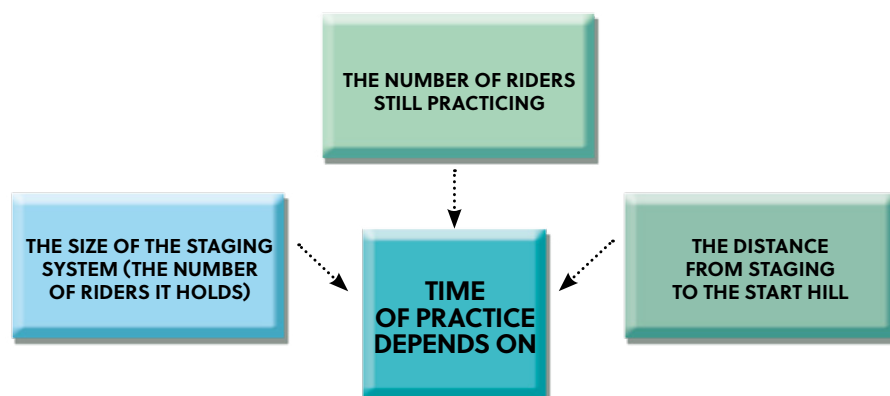 THE NUMBER OF RIDERS
STILL PRACTICING
THE SIZE OF THE STAGING
SYSTEM (THE NUMBER
OF RIDERS IT HOLDS)
TIME
OF PRACTICE
DEPENDS ON
THE DISTANCE
FROM STAGING
TO THE START HILL